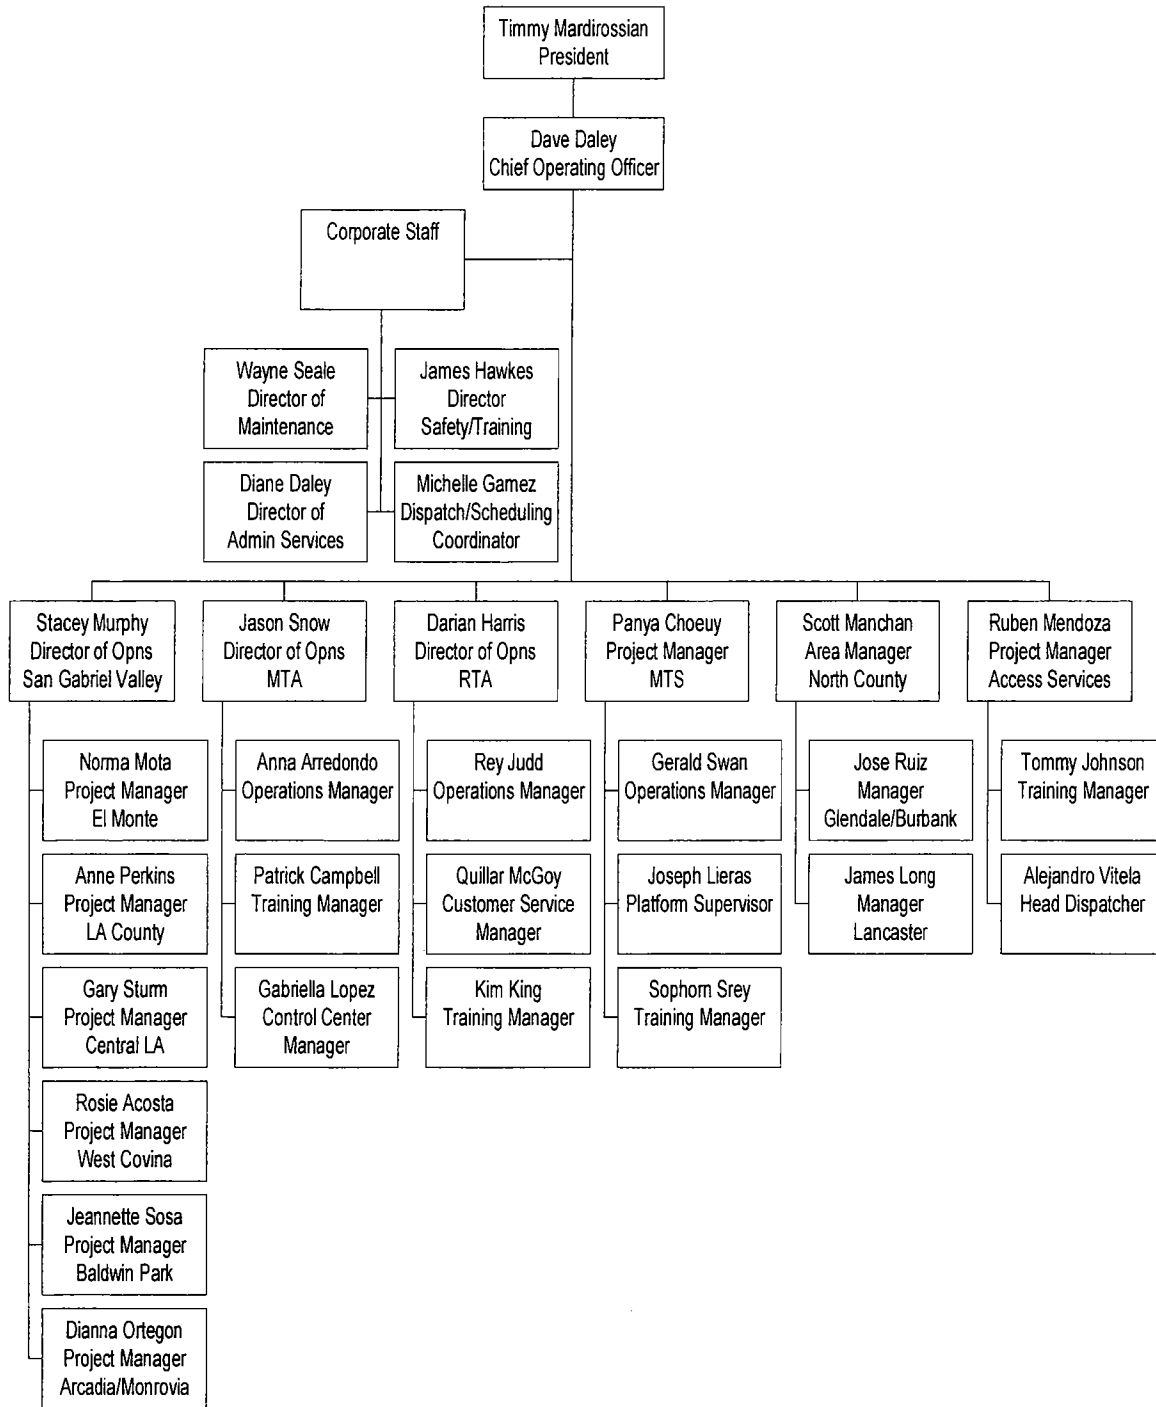 Timmy Mardirossian
President
Dave Daley
Chief Operating Officer
Corporate Staff
Wayne Seale
Director of
Maintenance
James Hawkes
Director
Safety/Training
Diane Daley
Director of
Admin Services
Michelle Gamez
Dispatch/Scheduling
Coordinator
Stacey Murphy
Director of Opns
San Gabriel Valley
Jason Snow
Director of Opns
MTA
Darian Harris
Director of Opns
RTA
Panya Choeuy
Project Manager
MTS
Scott Manchan
Area Manager
North County
Ruben Mendoza
Project Manager
Access Services
Norma Mota
Project Manager
El Monte
Anne Perkins
Project Manager
LA County
Gary Sturm
Project Manager
Central LA
Rosie Acosta
Project Manager
West Covina
Jeannette Sosa
Project Manager
Baldwin Park
Dianna Ortegon
Project Manager
Arcadia/Monrovia
Anna Arredondo
Operations Manager
Patrick Campbell
Training Manager
Gabriella Lopez
Control Center
Manager
Rey Judd
Operations Manager
Quillar McGoy
Customer Service
Manager
Kim King
Training Manager
Gerald Swan
Operations Manager
Joseph Lieras
Platform Supervisor
Sophorn Srey
Training Manager
Jose Ruiz
Manager
Glendale/Burbank
James Long
Manager
Lancaster
Tommy Johnson
Training Manager
Alejandro Vitela
Head Dispatcher